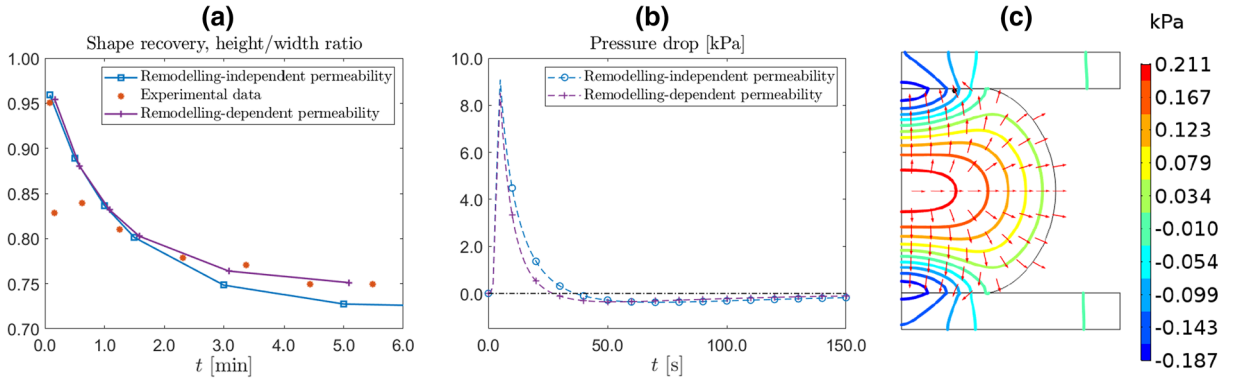 (a)
Shape recovery, height/width ratio
1.00
0.95
0.90
0.85
0.80
0.75
0.70
Remodelling-independent permeability
Experimental data
Remodelling-dependent permeability
0.0 1.0 2.0 3.0 4.0 5.0 6.0
t [min]
(b)
Pressure drop [kPa]
10.0
8.0
6.0
4.0
2.0
0.0
Remodelling-independent permeability
Remodelling-dependent permeability
0.0 50.0 100.0 150.0
t [s]
(c)
kPa
0.211
0.167
0.123
0.079
0.034
-0.010
-0.054
-0.099
-0.143
-0.187